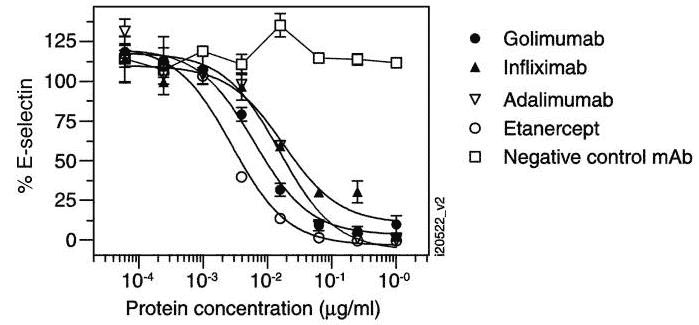 125
100
75
50
25
0
% E-selectin
10-4
10-3
10-2
10-1
10-0
Protein concentration (μg/ml)
i20522_v2
Golimumab
Infliximab
Adalimumab
Etanercept
Negative control mAb